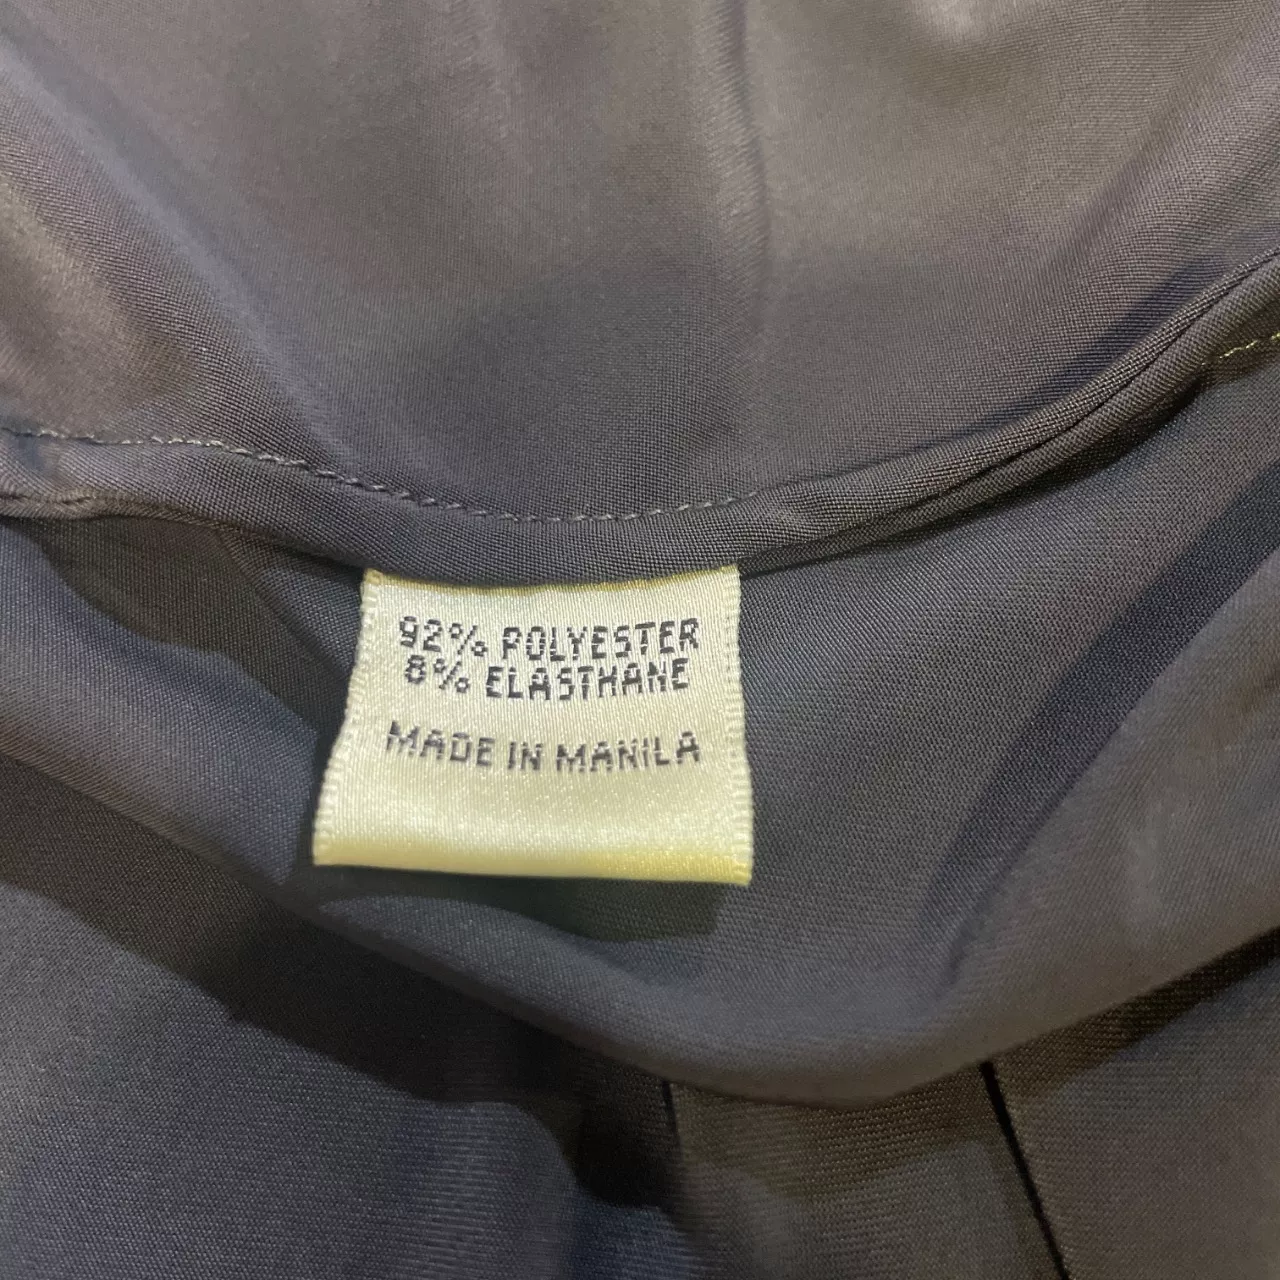 92% POLYESTER
8% ELASTHANE
MADE IN MANILA